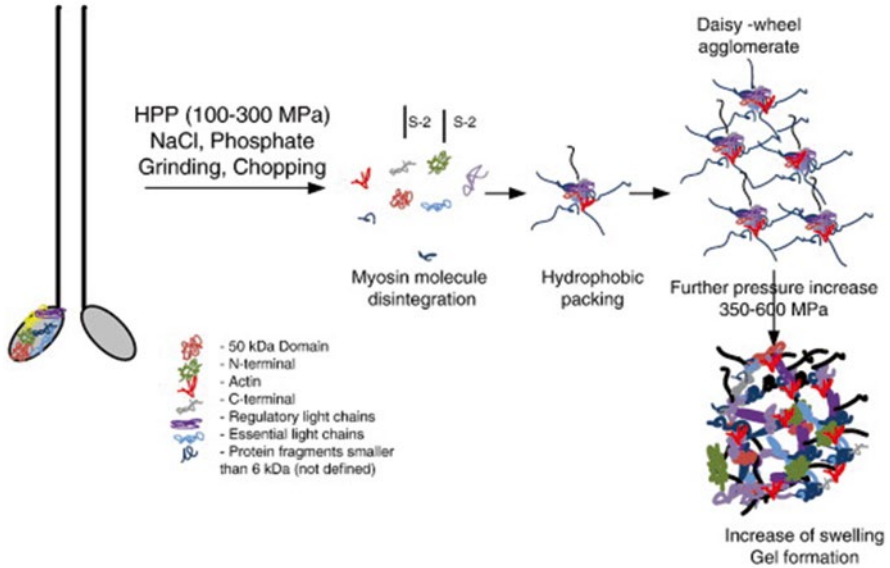 HPP (100-300 MPa)
NaCl, Phosphate
Grinding, Chopping
S-2
S-2
Myosin molecule
disintegration
Hydrophobic
packing
Daisy -wheel
agglomerate
Further pressure increase
350-600 MPa
Increase of swelling
Gel formation
- 50 kDa Domain
- N-terminal
- Actin
- C-terminal
- Regulatory light chains
- Essential light chains
- Protein fragments smaller
than 6 kDa (not defined)